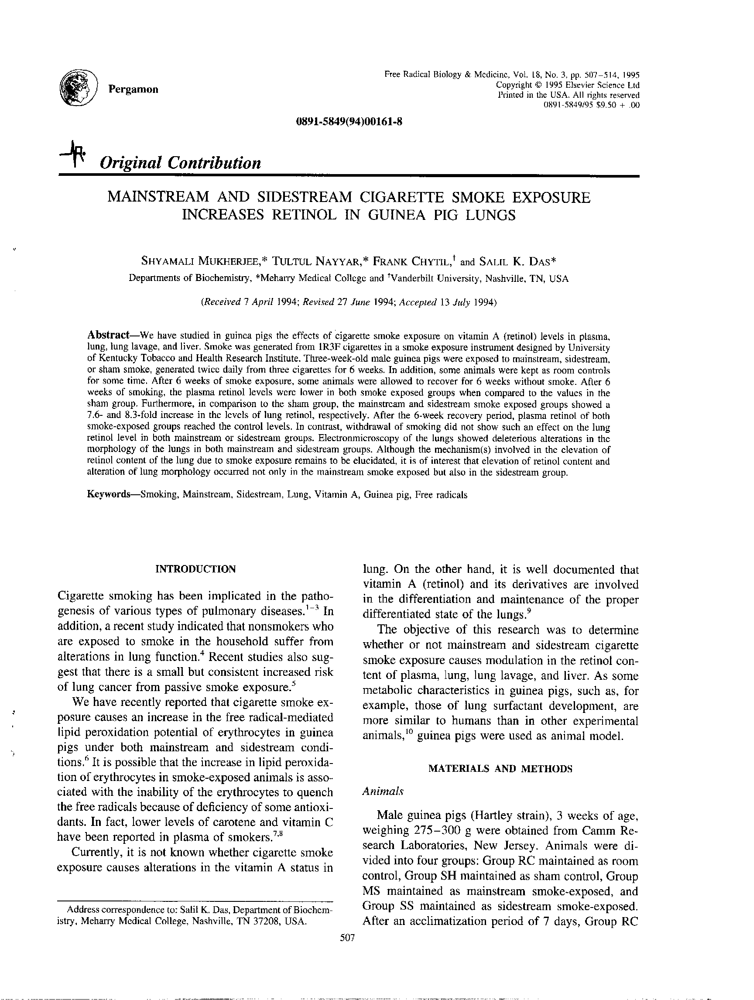 Free Radical Biology & Medicine, Vol. 18, No. 3, pp. 507–514, 1995
Copyright © 1995 Elsevier Science Ltd
Printed in the USA. All rights reserved
0891-5849/95 $9.50 + .00
Pergamon
0891-5849(94)00161-8
Original Contribution
MAINSTREAM AND SIDESTREAM CIGARETTE SMOKE EXPOSURE
INCREASES RETINOL IN GUINEA PIG LUNGS
SHYAMALI MUKHERJEE,* TULTUL NAYYAR,* FRANK CHYTIL,† and SALIL K. DAS*
Departments of Biochemistry, *Meharry Medical College and †Vanderbilt University, Nashville, TN, USA
(Received 7 April 1994; Revised 27 June 1994; Accepted 13 July 1994)
Abstract—We have studied in guinea pigs the effects of cigarette smoke exposure on vitamin A (retinol) levels in plasma,
lung, lung lavage, and liver. Smoke was generated from 1R3F cigarettes in a smoke exposure instrument designed by University
of Kentucky Tobacco and Health Research Institute. Three-week-old male guinea pigs were exposed to mainstream, sidestream,
or sham smoke, generated twice daily from three cigarettes for 6 weeks. In addition, some animals were kept as room controls
for some time. After 6 weeks of smoke exposure, some animals were allowed to recover for 6 weeks without smoke. After 6
weeks of smoking, the plasma retinol levels were lower in both smoke exposed groups when compared to the values in the
sham group. Furthermore, in comparison to the sham group, the mainstream and sidestream smoke exposed groups showed a
7.6- and 8.3-fold increase in the levels of lung retinol, respectively. After the 6-week recovery period, plasma retinol of both
smoke-exposed groups reached the control levels. In contrast, withdrawal of smoking did not show such an effect on the lung
retinol level in both mainstream or sidestream groups. Electronmicroscopy of the lungs showed deleterious alterations in the
morphology of the lungs in both mainstream and sidestream groups. Although the mechanism(s) involved in the elevation of
retinol content of the lung due to smoke exposure remains to be elucidated, it is of interest that elevation of retinol content and
alteration of lung morphology occurred not only in the mainstream smoke exposed but also in the sidestream group.
Keywords—Smoking, Mainstream, Sidestream, Lung, Vitamin A, Guinea pig, Free radicals
INTRODUCTION
Cigarette smoking has been implicated in the patho-
genesis of various types of pulmonary diseases.1–3 In
addition, a recent study indicated that nonsmokers who
are exposed to smoke in the household suffer from
alterations in lung function.4 Recent studies also sug-
gest that there is a small but consistent increased risk
of lung cancer from passive smoke exposure.5
We have recently reported that cigarette smoke ex-
posure causes an increase in the free radical-mediated
lipid peroxidation potential of erythrocytes in guinea
pigs under both mainstream and sidestream condi-
tions.6 It is possible that the increase in lipid peroxida-
tion of erythrocytes in smoke-exposed animals is asso-
ciated with the inability of the erythrocytes to quench
the free radicals because of deficiency of some antioxi-
dants. In fact, lower levels of carotene and vitamin C
have been reported in plasma of smokers.7,8
Currently, it is not known whether cigarette smoke
exposure causes alterations in the vitamin A status in
Address correspondence to: Salil K. Das, Department of Biochem-
istry, Meharry Medical College, Nashville, TN 37208, USA.
lung. On the other hand, it is well documented that
vitamin A (retinol) and its derivatives are involved
in the differentiation and maintenance of the proper
differentiated state of the lungs.9
The objective of this research was to determine
whether or not mainstream and sidestream cigarette
smoke exposure causes modulation in the retinol con-
tent of plasma, lung, lung lavage, and liver. As some
metabolic characteristics in guinea pigs, such as, for
example, those of lung surfactant development, are
more similar to humans than in other experimental
animals,10 guinea pigs were used as animal model.
MATERIALS AND METHODS
Animals
Male guinea pigs (Hartley strain), 3 weeks of age,
weighing 275–300 g were obtained from Camm Re-
search Laboratories, New Jersey. Animals were di-
vided into four groups: Group RC maintained as room
control, Group SH maintained as sham control, Group
MS maintained as mainstream smoke-exposed, and
Group SS maintained as sidestream smoke-exposed.
After an acclimatization period of 7 days, Group RC
507